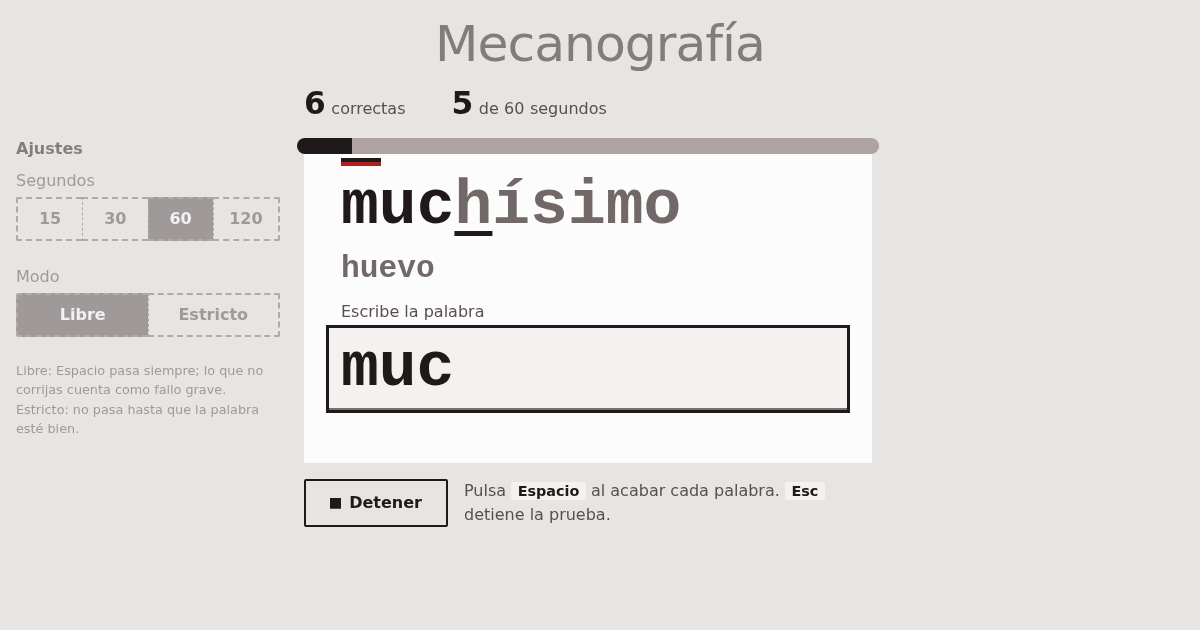 Mecanografía
6 correctas 5 de 60 segundos
Ajustes
Segundos
15 30 60 120
Modo
Libre Estricto
Libre: Espacio pasa siempre; lo que no
corrijas cuenta como fallo grave.
Estricto: no pasa hasta que la palabra
esté bien.
muchísimo
huevo
Escribe la palabra
muc
Detener
Pulsa Espacio al acabar cada palabra. Esc
detiene la prueba.